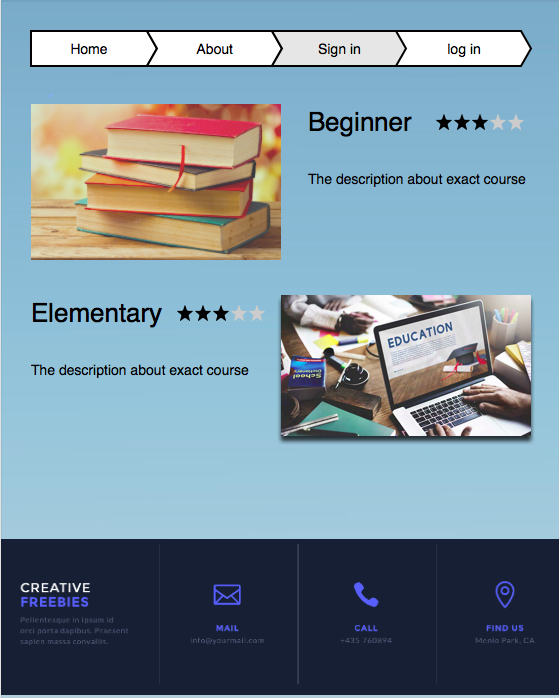 Home
About
Sign in
log in
Beginner
The description about exact course
Elementary
The description about exact course
EDUCATION
School
Dictionary
CREATIVE
FREEBIES
Pellentesque in ipsum id
orci porta dapibus. Praesent
sapien massa convallis.
MAIL
info@yourmail.com
CALL
+435 760894
FIND US
Menlo Park, CA